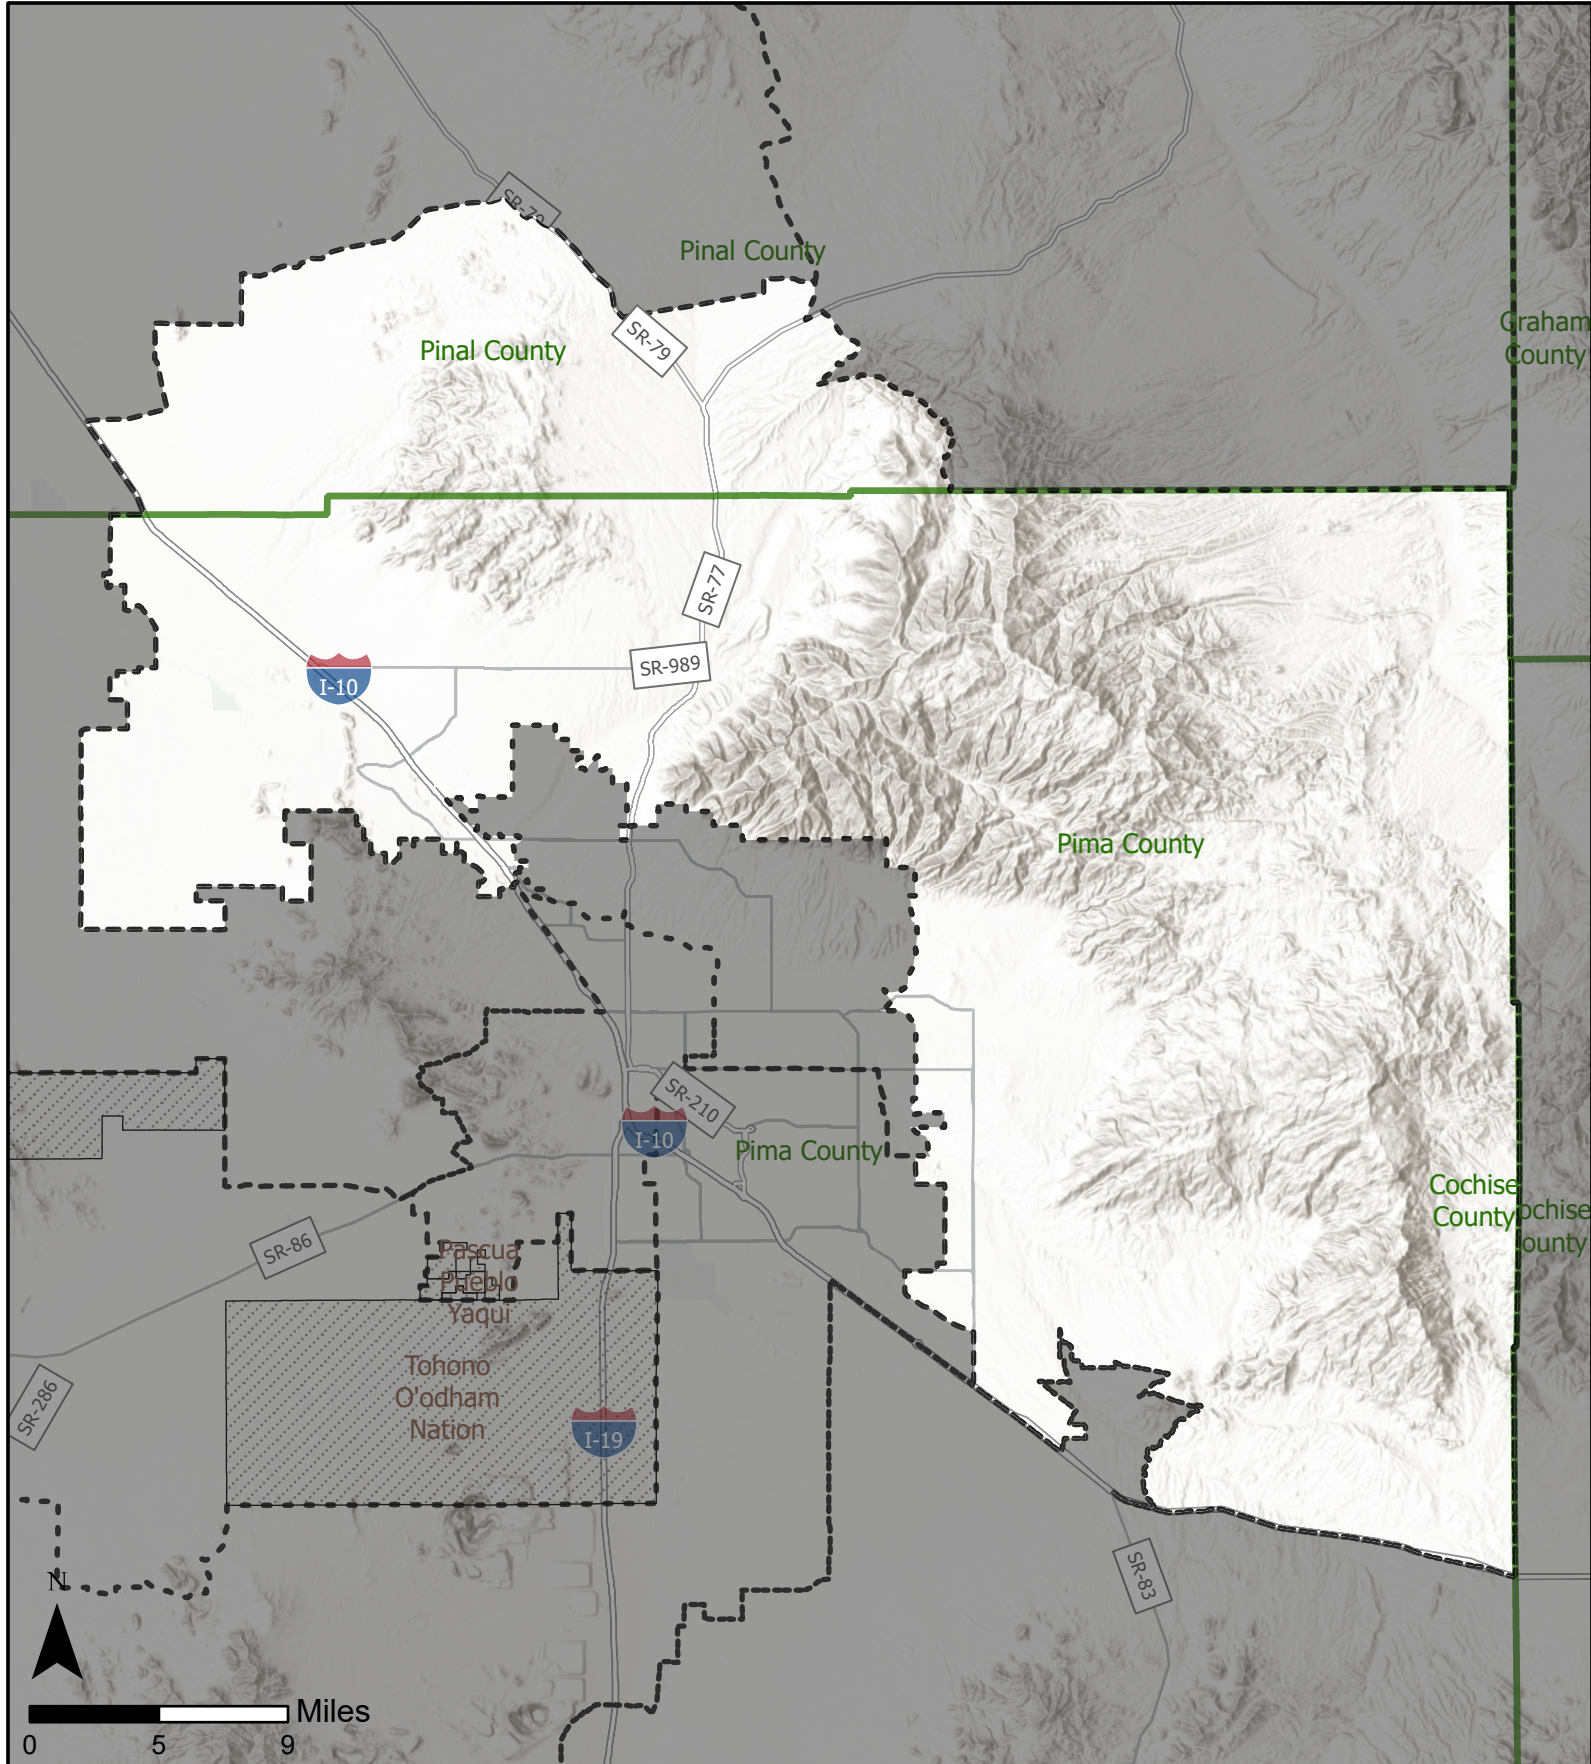 SR-79
Pinal County
Graham
County
Pinal County
SR-79
SR-77
SR-989
I-10
Pima County
SR-210
I-10
Pima County
Cochise
County
ochise
ounty
SR-86
Pascua
Pueblo
Yaqui
Tohono
O'odham
Nation
SR-286
I-19
SR-83
N
Miles
0 5 9